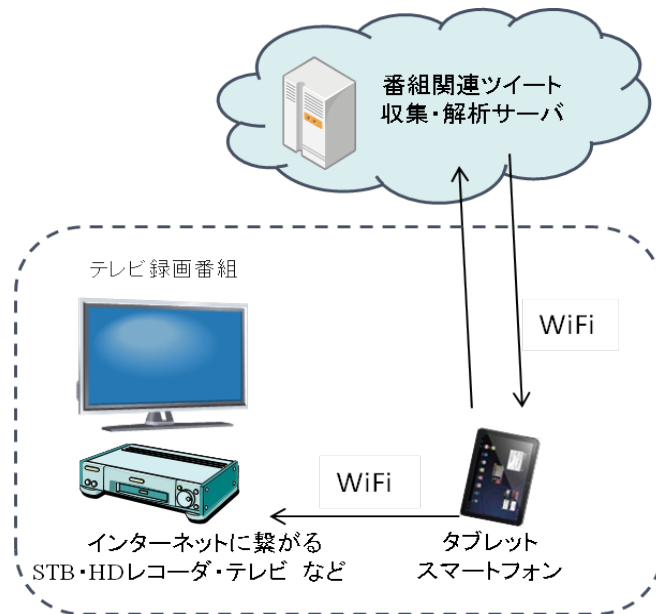 番組関連ツイート
収集・解析サーバ
テレビ録画番組
WiFi
WiFi
インターネットに繋がる
STB・HDレコーダ・テレビ など
タブレット
スマートフォン